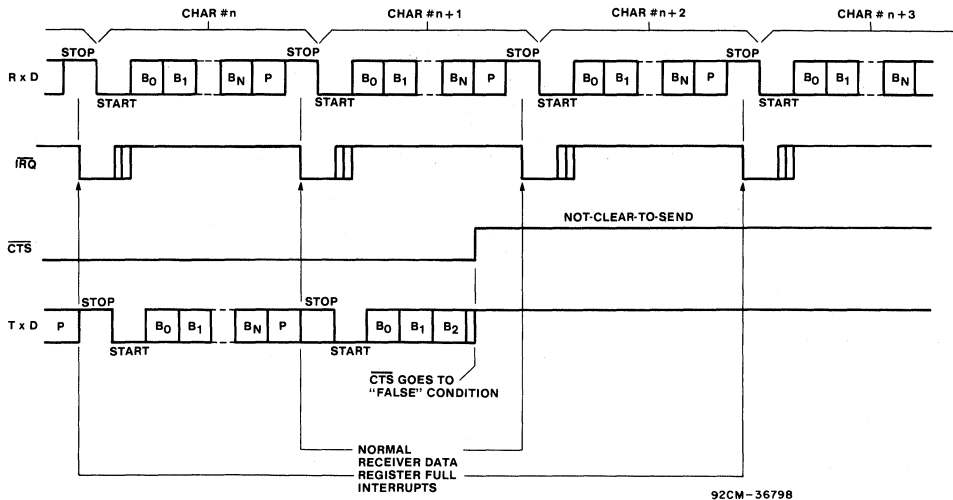 CHAR #n CHAR #n+1 CHAR #n+2 CHAR #n+3
STOP STOP STOP STOP
R x D B0 B1 BN P B0 B1 BN P B0 B1 BN P B0 B1 BN
START START START START
IRQ
NOT-CLEAR-TO-SEND
CTS
STOP STOP
T x D P B0 B1 BN P B0 B1 B2
START START
CTS GOES TO
"FALSE" CONDITION
NORMAL
RECEIVER DATA
REGISTER FULL
INTERRUPTS
92CM-36798